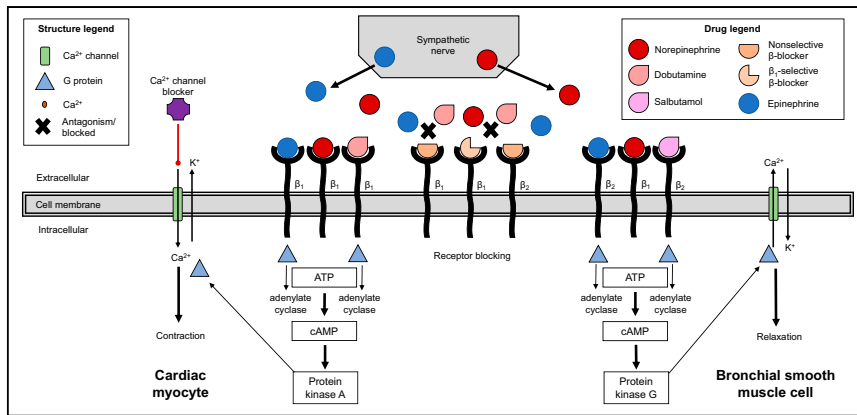 Structure legend
Ca²⁺ channel
G protein
Ca²⁺
Antagonism/
blocked
Sympathetic
nerve
Drug legend
Norepinephrine
Dobutamine
Salbutamol
Nonselective
β-blocker
β₁-selective
β-blocker
Epinephrine
Ca²⁺ channel
blocker
Extracellular
Cell membrane
Intracellular
K⁺
Ca²⁺
Contraction
Cardiac
myocyte
β₁
β₁
β₁
β₁
β₁
β₂
β₂
β₁
β₂
Receptor blocking
ATP
adenylate
cyclase
adenylate
cyclase
cAMP
Protein
kinase A
ATP
adenylate
cyclase
adenylate
cyclase
cAMP
Protein
kinase G
Ca²⁺
K⁺
Relaxation
Bronchial smooth
muscle cell